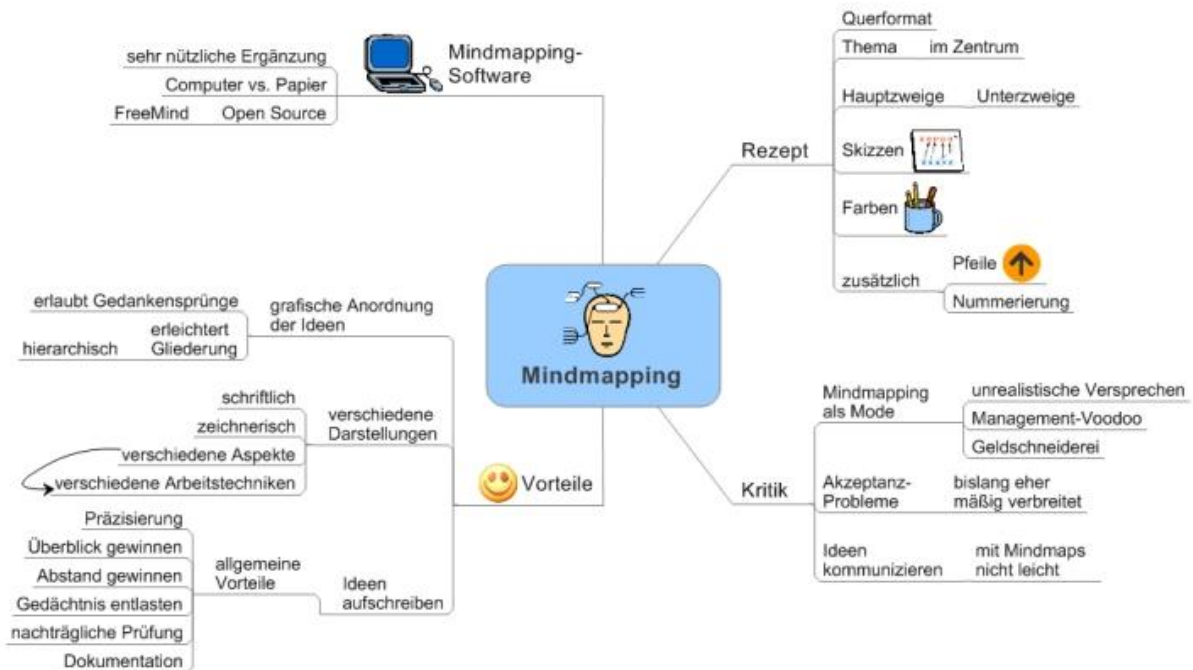 Mindmapping
Mindmapping-
Software
sehr nützliche Ergänzung
Computer vs. Papier
Open Source
FreeMind
Rezept
Querformat
Thema
im Zentrum
Hauptzweige
Unterzweige
Skizzen
Farben
zusätzlich
Pfeile
Nummerierung
Kritik
Mindmapping
als Mode
unrealistische Versprechen
Management-Voodoo
Geldschneiderei
Akzeptanz-
Probleme
bislang eher
mäßig verbreitet
Ideen
kommunizieren
mit Mindmaps
nicht leicht
Vorteile
grafische Anordnung
der Ideen
erlaubt Gedankensprünge
erleichtert
Gliederung
hierarchisch
verschiedene
Darstellungen
schriftlich
zeichnerisch
verschiedene Aspekte
verschiedene Arbeitstechniken
Ideen
aufschreiben
allgemeine
Vorteile
Präzisierung
Überblick gewinnen
Abstand gewinnen
Gedächtnis entlasten
nachträgliche Prüfung
Dokumentation